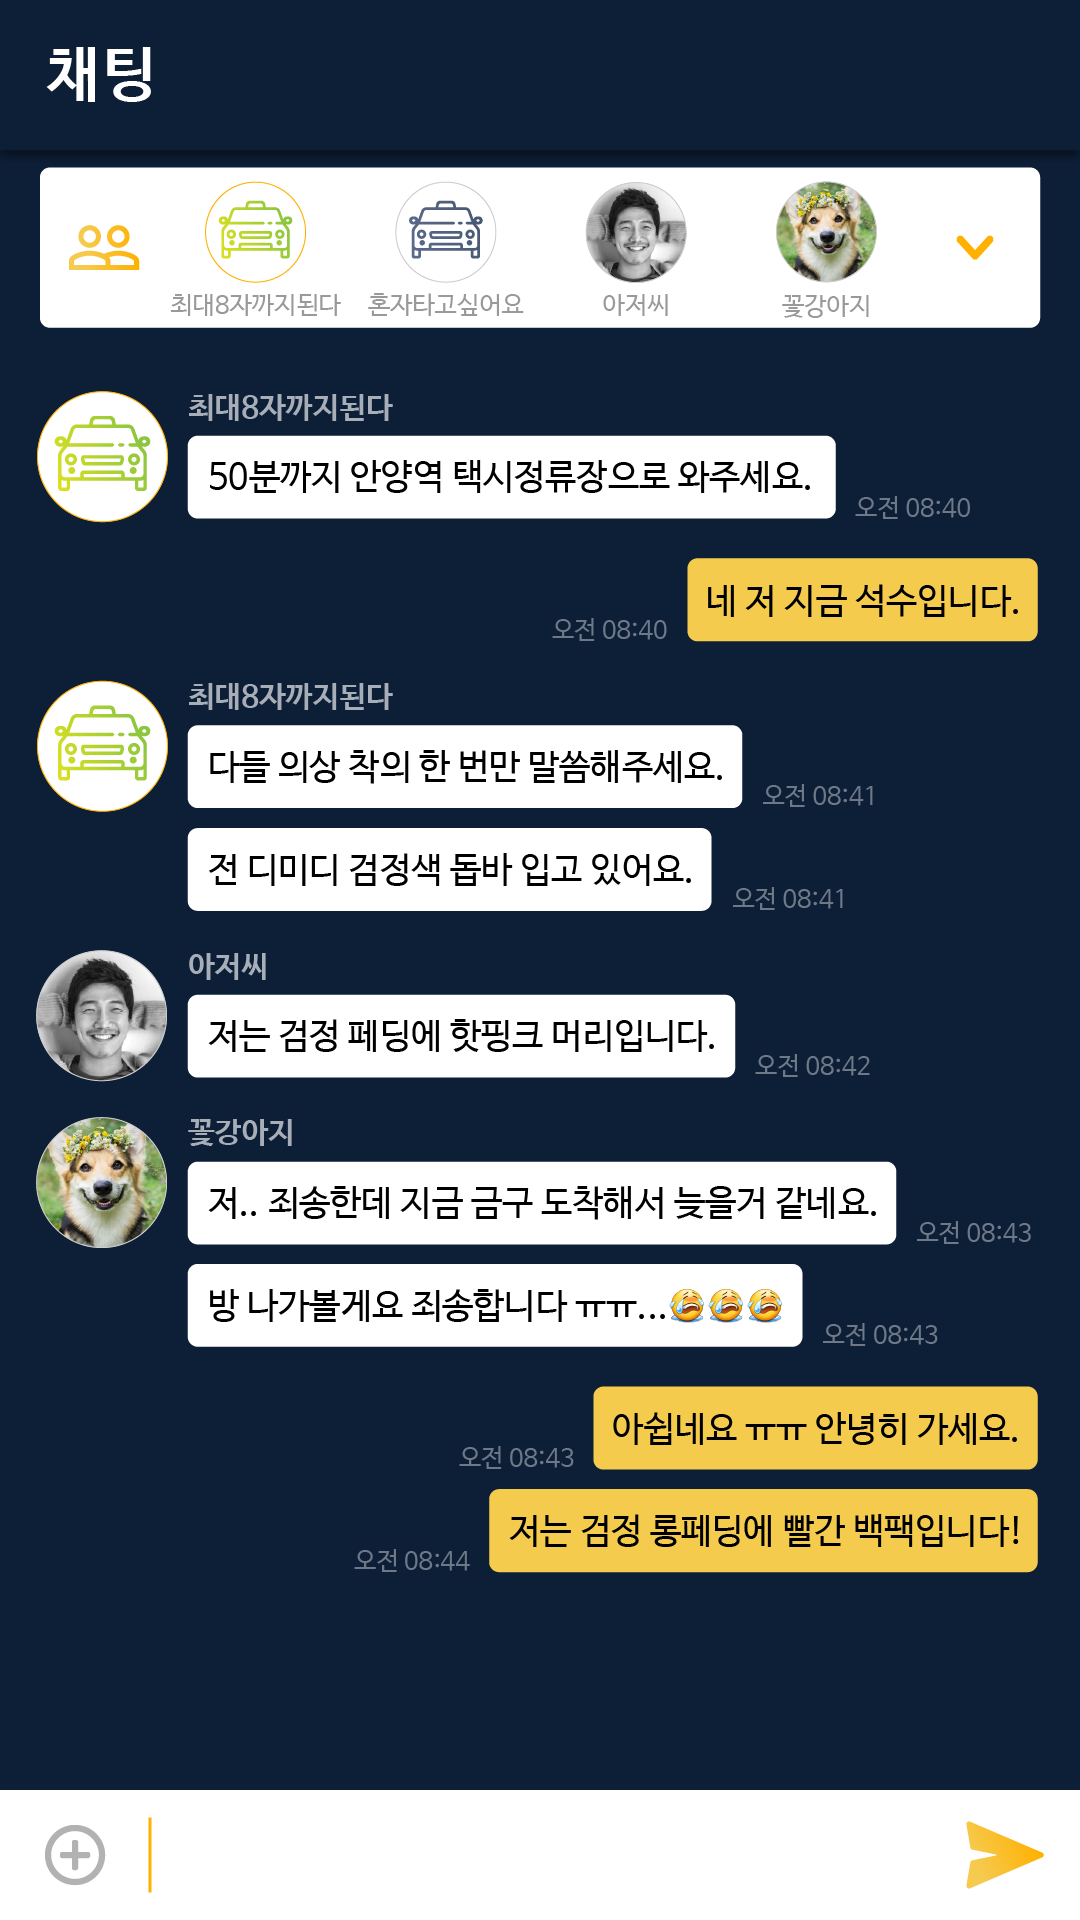 채팅
최대8자까지된다
혼자타고싶어요
아저씨
꽃강아지
최대8자까지된다
50분까지 안양역 택시정류장으로 와주세요.
오전 08:40
네 저 지금 석수입니다.
오전 08:40
최대8자까지된다
다들 의상 착의 한 번만 말씀해주세요.
오전 08:41
전 디미디 검정색 돕바 입고 있어요.
오전 08:41
아저씨
저는 검정 페딩에 핫핑크 머리입니다.
오전 08:42
꽃강아지
저.. 죄송한데 지금 금구 도착해서 늦을거 같네요.
오전 08:43
방 나가볼게요 죄송합니다 ㅠㅠ...😭😭😭
오전 08:43
아쉽네요 ㅠㅠ 안녕히 가세요.
오전 08:43
저는 검정 롱페딩에 빨간 백팩입니다!
오전 08:44